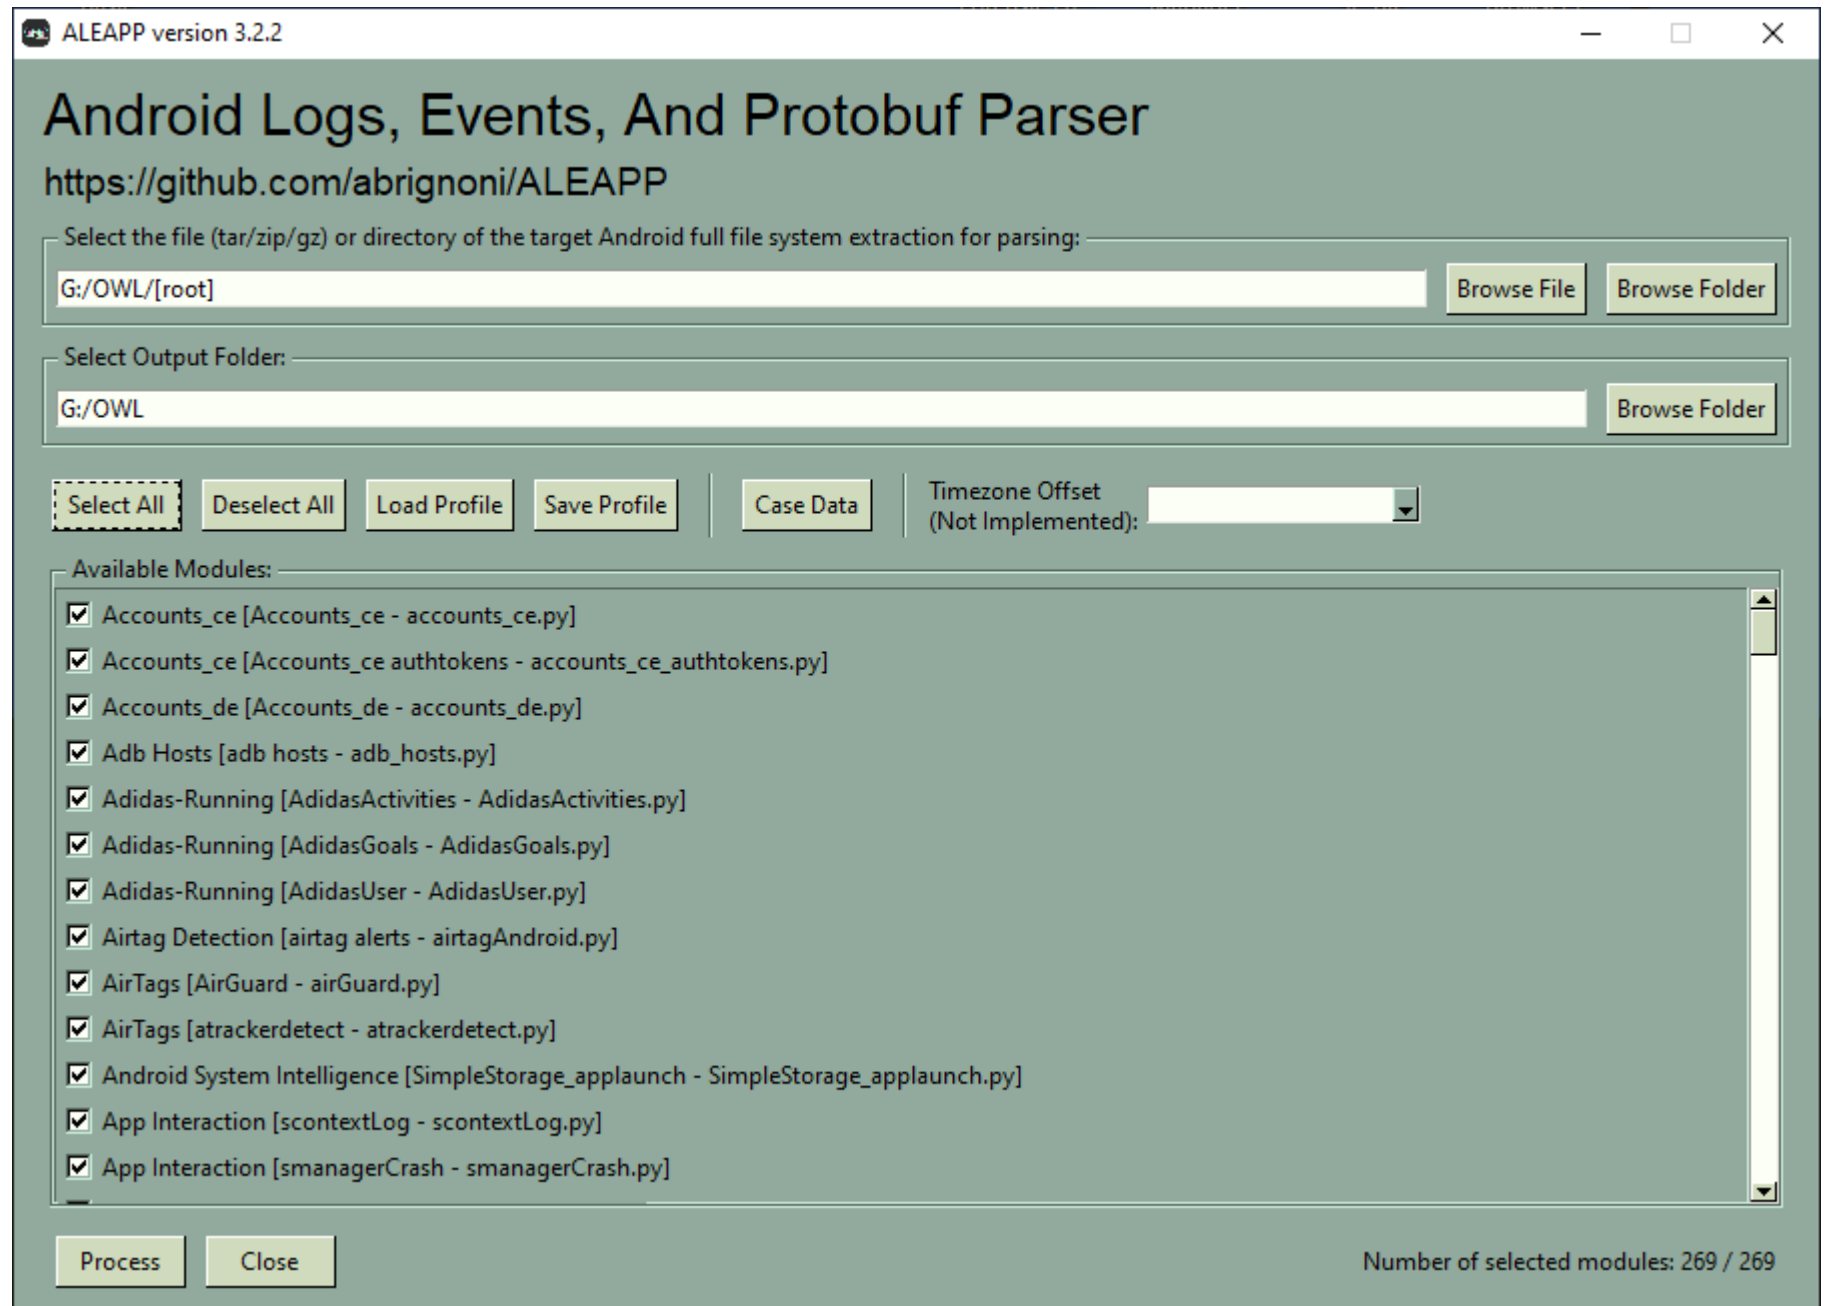 ALEAPP version 3.2.2
Android Logs, Events, And Protobuf Parser
https://github.com/abrignoni/ALEAPP
Select the file (tar/zip/gz) or directory of the target Android full file system extraction for parsing:
G:/OWL/[root]
Browse File
Browse Folder
Select Output Folder:
G:/OWL
Browse Folder
Select All
Deselect All
Load Profile
Save Profile
Case Data
Timezone Offset
(Not Implemented):
Available Modules:
Accounts_ce [Accounts_ce - accounts_ce.py]
Accounts_ce [Accounts_ce authtokens - accounts_ce_authtokens.py]
Accounts_de [Accounts_de - accounts_de.py]
Adb Hosts [adb hosts - adb_hosts.py]
Adidas-Running [AdidasActivities - AdidasActivities.py]
Adidas-Running [AdidasGoals - AdidasGoals.py]
Adidas-Running [AdidasUser - AdidasUser.py]
Airtag Detection [airtag alerts - airtagAndroid.py]
AirTags [AirGuard - airGuard.py]
AirTags [atrackerdetect - atrackerdetect.py]
Android System Intelligence [SimpleStorage_applaunch - SimpleStorage_applaunch.py]
App Interaction [scontextLog - scontextLog.py]
App Interaction [smanagerCrash - smanagerCrash.py]
Process
Close
Number of selected modules: 269 / 269